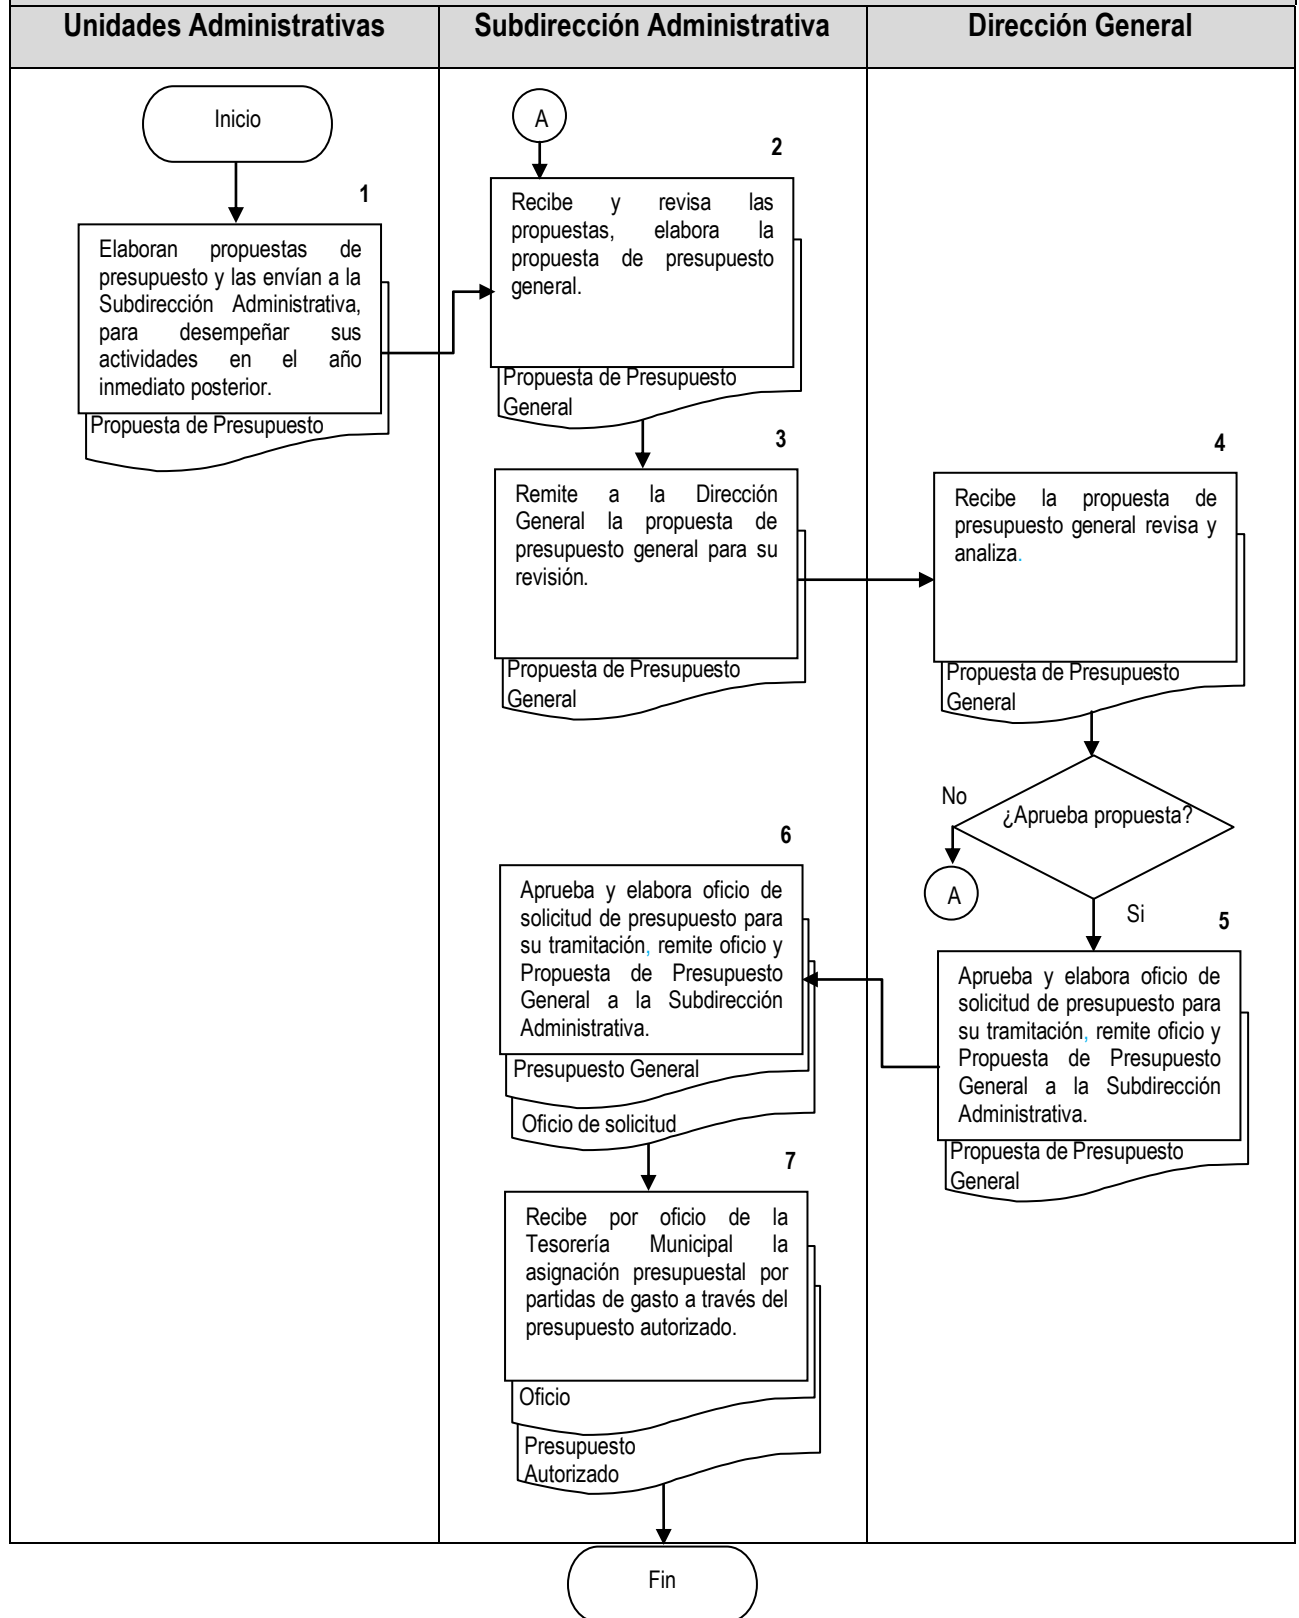 Unidades Administrativas
Subdirección Administrativa
Dirección General
Inicio
1
Elaboran propuestas de
presupuesto y las envían a la
Subdirección Administrativa,
para desempeñar sus
actividades en el año
inmediato posterior.
Propuesta de Presupuesto
A
2
Recibe y revisa las
propuestas, elabora la
propuesta de presupuesto
general.
Propuesta de Presupuesto
General
3
Remite a la Dirección
General la propuesta de
presupuesto general para su
revisión.
Propuesta de Presupuesto
General
4
Recibe la propuesta de
presupuesto general revisa y
analiza.
Propuesta de Presupuesto
General
¿Aprueba propuesta?
No
A
Si
5
Aprueba y elabora oficio de
solicitud de presupuesto para
su tramitación, remite oficio y
Propuesta de Presupuesto
General a la Subdirección
Administrativa.
Propuesta de Presupuesto
General
6
Aprueba y elabora oficio de
solicitud de presupuesto para
su tramitación, remite oficio y
Propuesta de Presupuesto
General a la Subdirección
Administrativa.
Presupuesto General
Oficio de solicitud
7
Recibe por oficio de la
Tesorería Municipal la
asignación presupuestal por
partidas de gasto a través del
presupuesto autorizado.
Oficio
Presupuesto
Autorizado
Fin